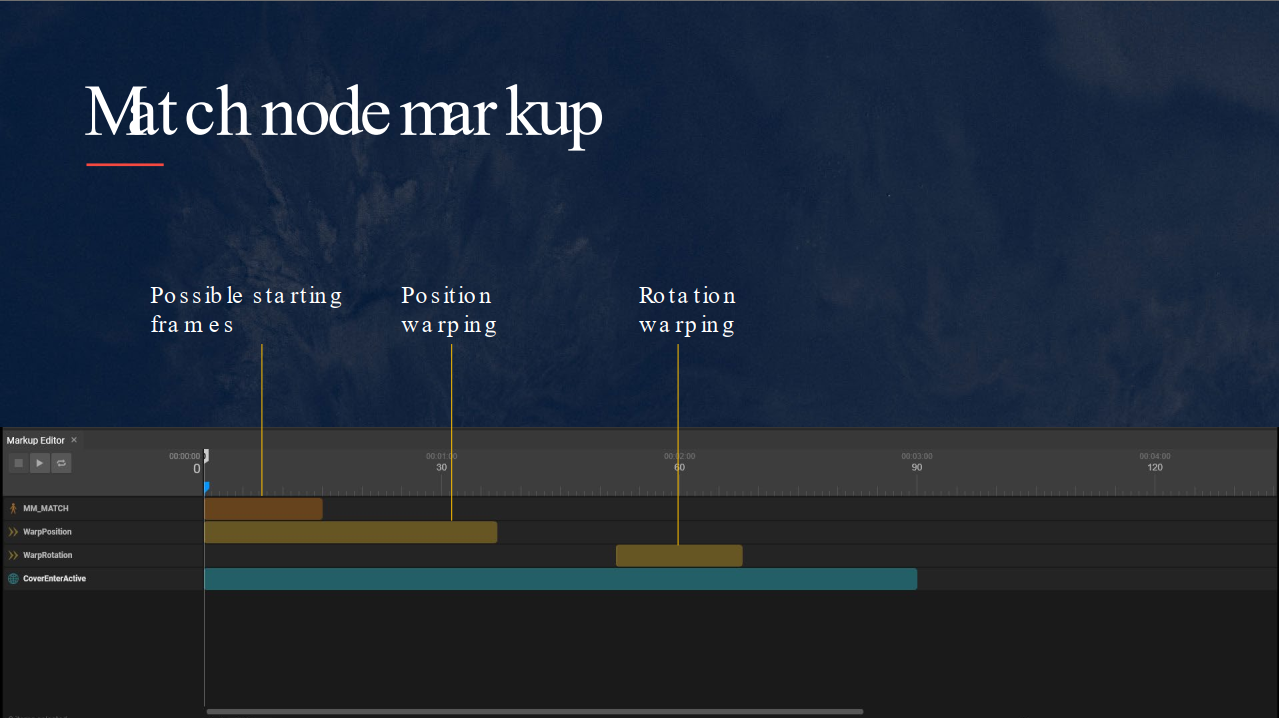 Match node markup
Possible starting
frames
Position
warping
Rotation
warping
Markup Editor ×
00:00:00 00:01:00 00:02:00 00:03:00 00:04:00
0 30 60 90 120
MM_MATCH
WarpPosition
WarpRotation
CoverEnterActive